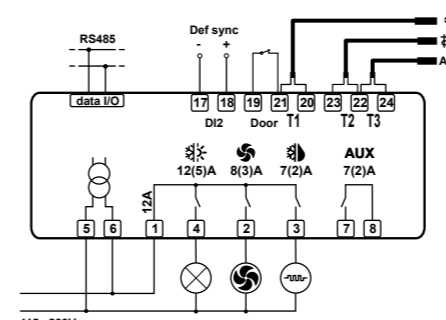 RS485
Def sync
- +
data I/O
17 18 19 21 20 23 22 24
DI2 Door T1 T2 T3
12(5)A 8(3)A 7(2)A
AUX
7(2)A
12A
5 6 1 4 2 3 7 8
A